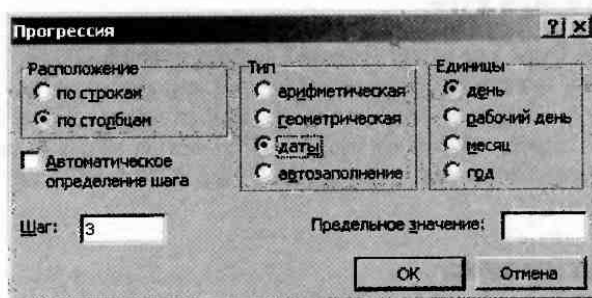 Прогрессия
Расположение
по строкам
по столбцам
Автоматическое
определение шага
Тип
арифметическая
геометрическая
даты
автозаполнение
Единицы
день
рабочий день
месяц
год
Шаг: 3
Предельное значение:
ОК
Отмена